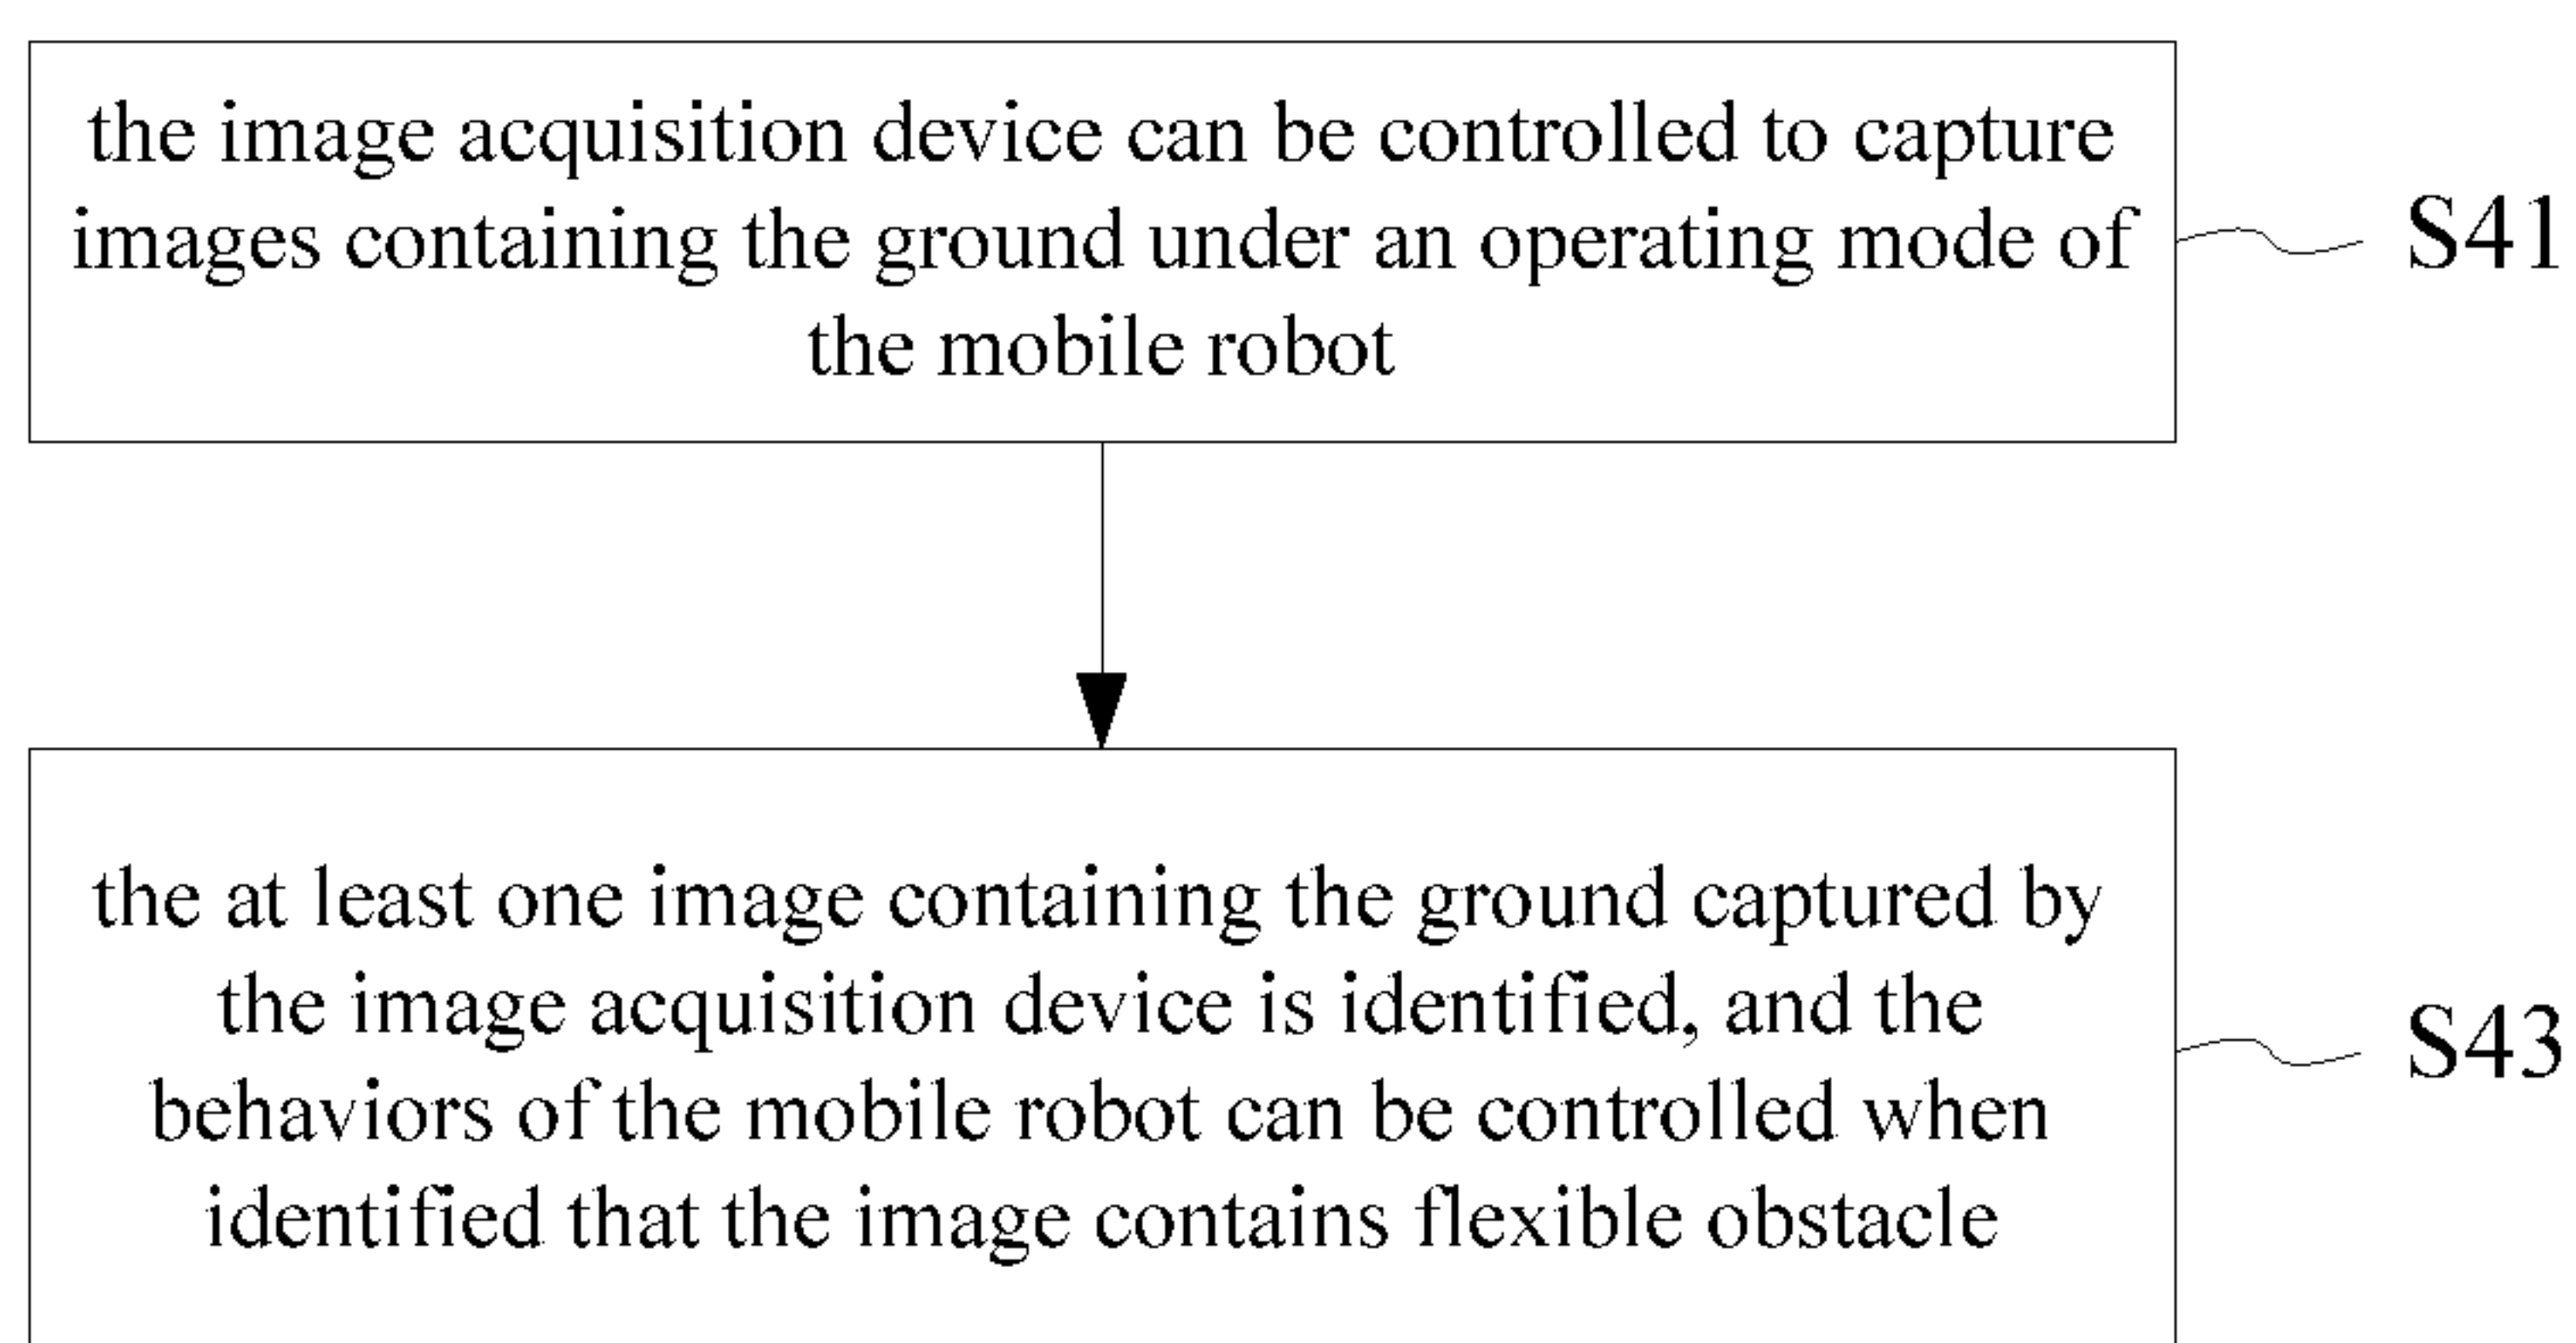 the image acquisition device can be controlled to capture
images containing the ground under an operating mode of
the mobile robot
S41
the at least one image containing the ground captured by
the image acquisition device is identified, and the
behaviors of the mobile robot can be controlled when
identified that the image contains flexible obstacle
S43